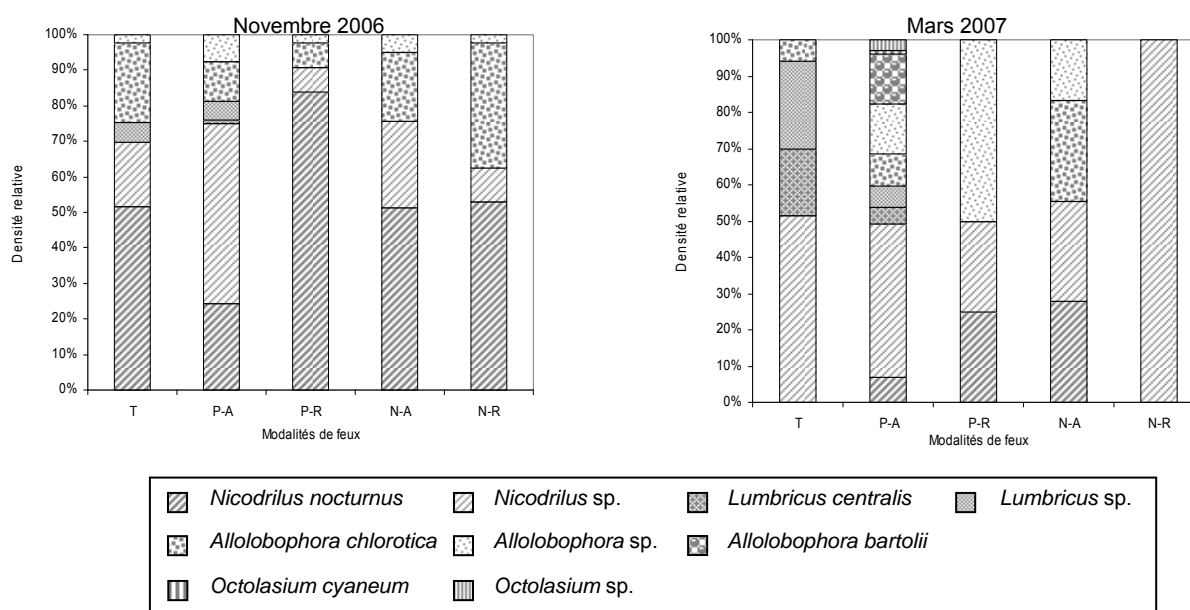 Novembre 2006
100%
90%
80%
70%
60%
50%
40%
30%
20%
10%
0%
Densité relative
T P-A P-R N-A N-R
Modalités de feux
Mars 2007
100%
90%
80%
70%
60%
50%
40%
30%
20%
10%
0%
Densité relative
T P-A P-R N-A N-R
Modalités de feux
Nicodrilus nocturnus Nicodrilus sp. Lumbricus centralis Lumbricus sp.
Allolobophora chlorotica Allolobophora sp. Allolobophora bartolii
Octolasium cyaneum Octolasium sp.